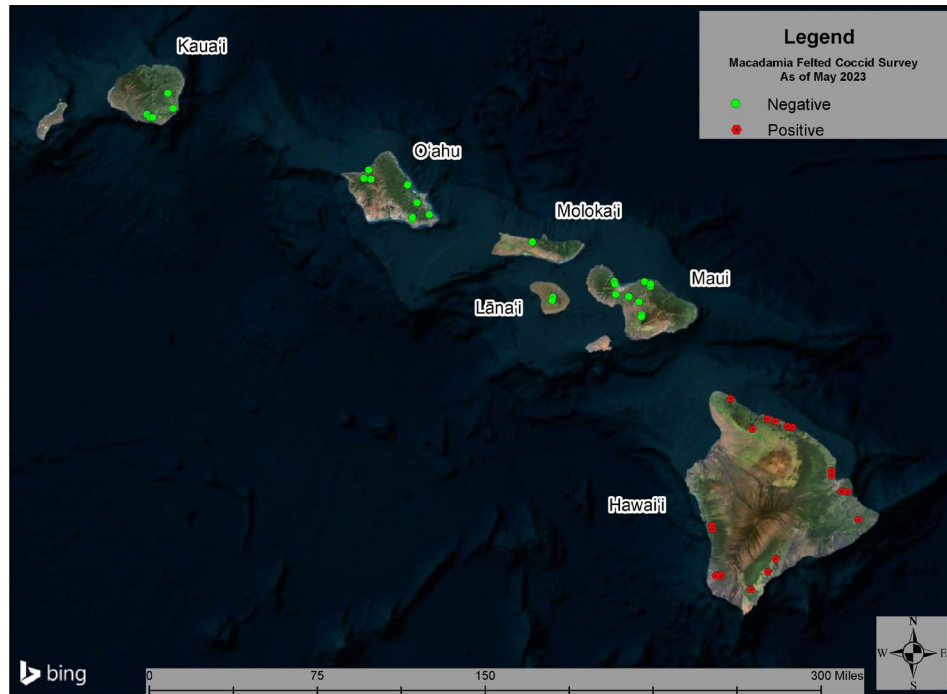 Kaua'i
O'ahu
Moloka'i
Lāna'i
Maui
Hawai'i
Legend
Macadamia Felted Coccid Survey
As of May 2023
Negative
Positive
bing
0 75 150 300 Miles
N
W E
S